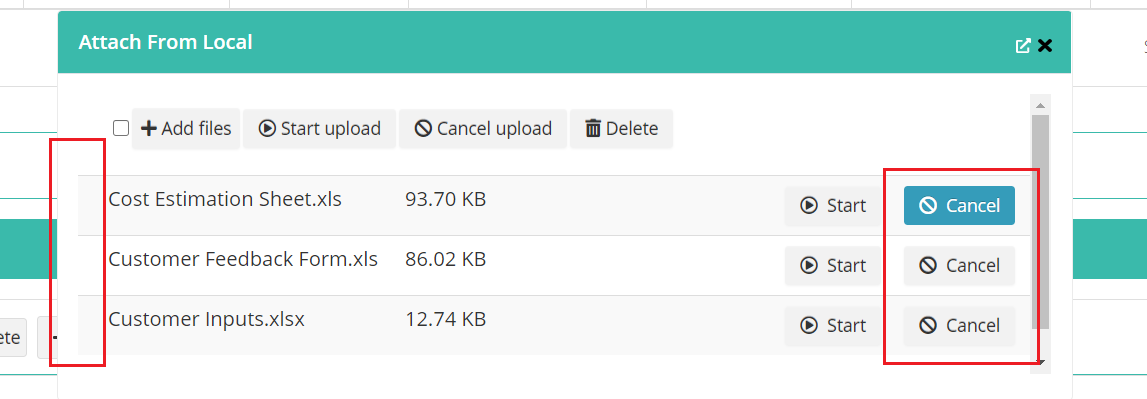 Attach From Local
Add files Start upload Cancel upload Delete
Cost Estimation Sheet.xls 93.70 KB Start Cancel
Customer Feedback Form.xls 86.02 KB Start Cancel
Customer Inputs.xlsx 12.74 KB Start Cancel